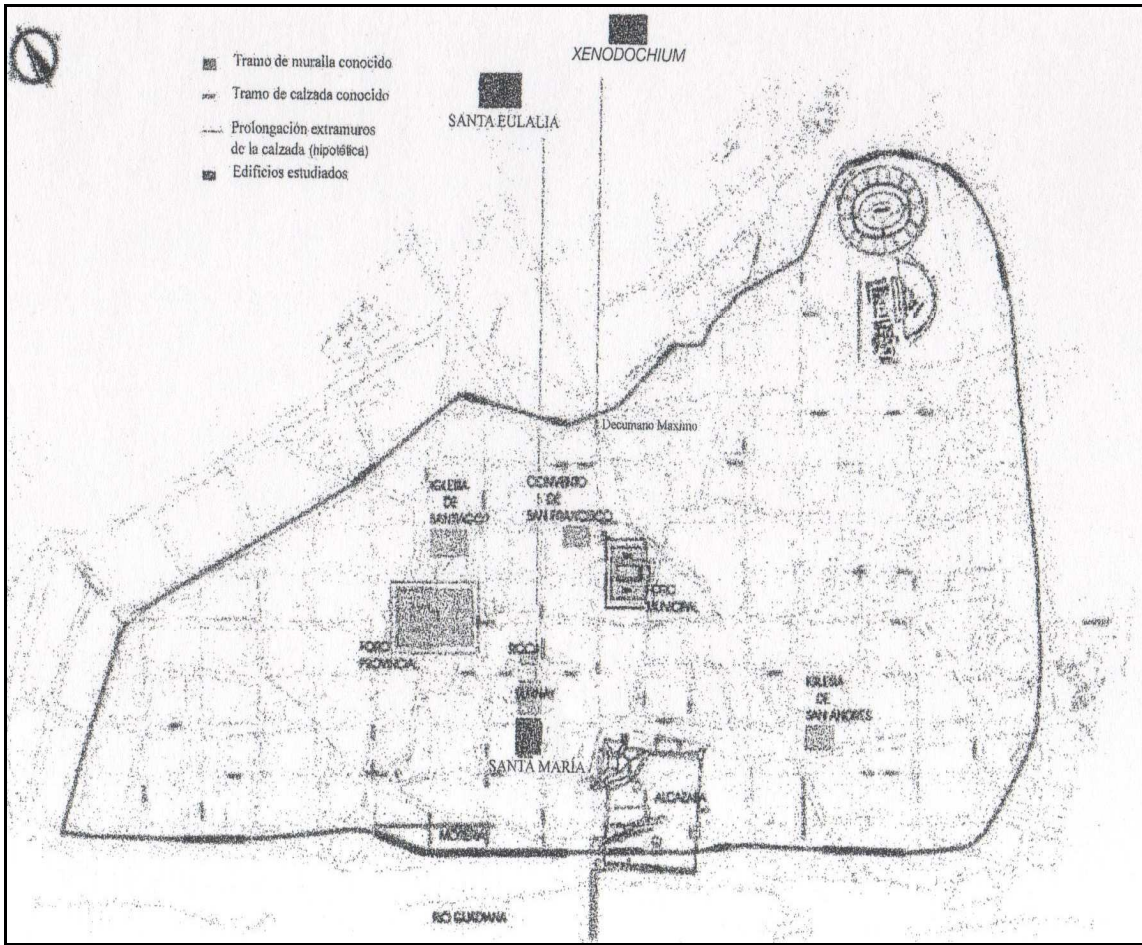 XENODOCHIUM
Tramo de muralla conocido
Tramo de calzada conocido
Prolongación extramuros
de la calzada (hipotética)
Edificios estudiados
SANTA EULALIA
Decumano Maximo
IGLESIA
DE
SANTIAGO
CONVENTO
DE
SAN FRANCISCO
FORO
MUNICIPAL
FORO
PROVINCIAL
IGLESIA
DE
SAN ANDRES
SANTA MARÍA
ALCAZABA
RIO GUADIANA